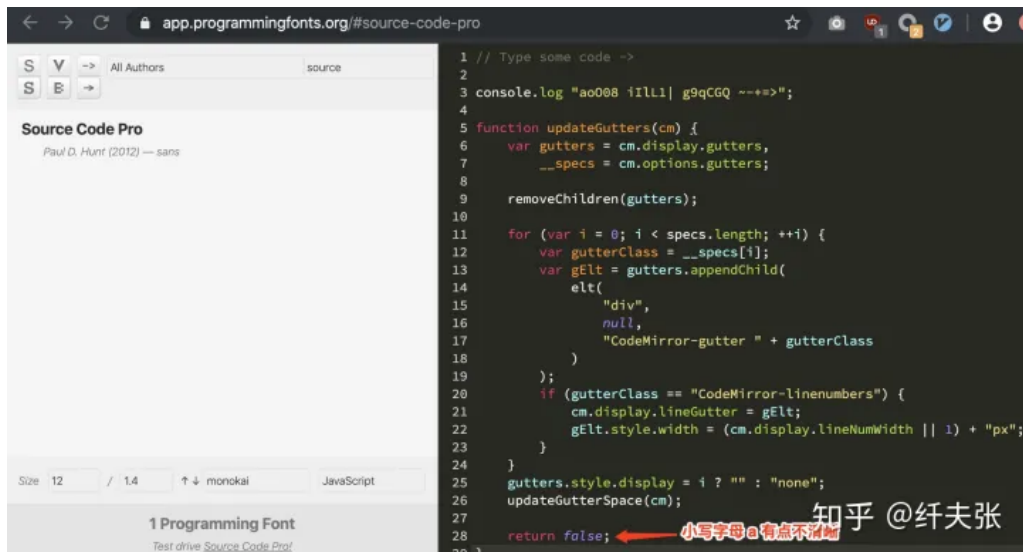 app.programmingfonts.org/#source-code-pro
1
2
S V -> All Authors source
S B →
Source Code Pro
Paul D. Hunt (2012) — sans
Size 12 / 1.4 ↑↓ monokai JavaScript
1 Programming Font
Test drive Source Code Pro!
1 // Type some code ->
2
3 console.log "aoO08 iIlL1| g9qCGQ ~-+=>";
4
5 function updateGutters(cm) {
6 var gutters = cm.display.gutters,
7 __specs = cm.options.gutters;
8
9 removeChildren(gutters);
10
11 for (var i = 0; i < specs.length; ++i) {
12 var gutterClass = __specs[i];
13 var gElt = gutters.appendChild(
14 elt(
15 "div",
16 null,
17 "CodeMirror-gutter " + gutterClass
18 )
19 );
20 if (gutterClass == "CodeMirror-linenumbers") {
21 cm.display.lineGutter = gElt;
22 gElt.style.width = (cm.display.lineNumWidth || 1) + "px";
23 }
24 }
25 gutters.style.display = i ? "" : "none";
26 updateGutterSpace(cm);
27
28 return false; 小写字母 a 有点不清晰
知乎 @纤夫张